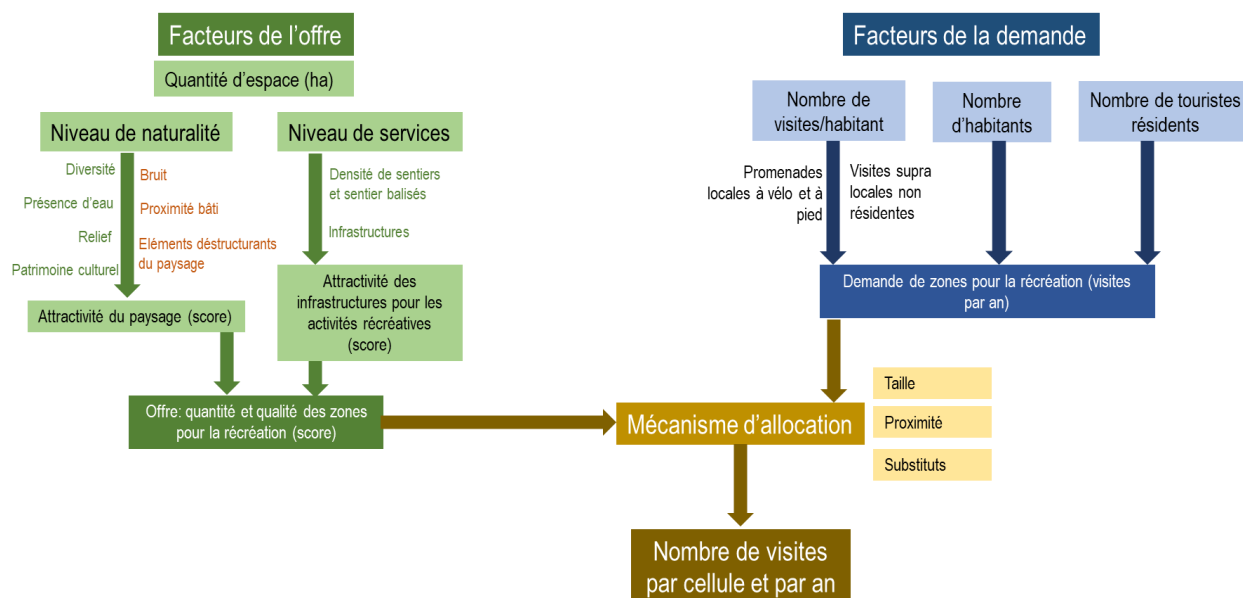 Facteurs de l'offre
Quantité d'espace (ha)
Niveau de naturalité
Diversité
Présence d'eau
Relief
Patrimoine culturel
Bruit
Proximité bâti
Eléments déstructurants
du paysage
Attractivité du paysage (score)
Niveau de services
Densité de sentiers
et sentier balisés
Infrastructures
Attractivité des
infrastructures pour les
activités récréatives
(score)
Offre: quantité et qualité des zones
pour la récréation (score)
Facteurs de la demande
Nombre de
visites/habitant
Nombre
d'habitants
Nombre de touristes
résidents
Promenades
locales à vélo et à
pied
Visites supra
locales non
résidentes
Demande de zones pour la récréation (visites
par an)
Mécanisme d'allocation
Taille
Proximité
Substituts
Nombre de visites
par cellule et par an